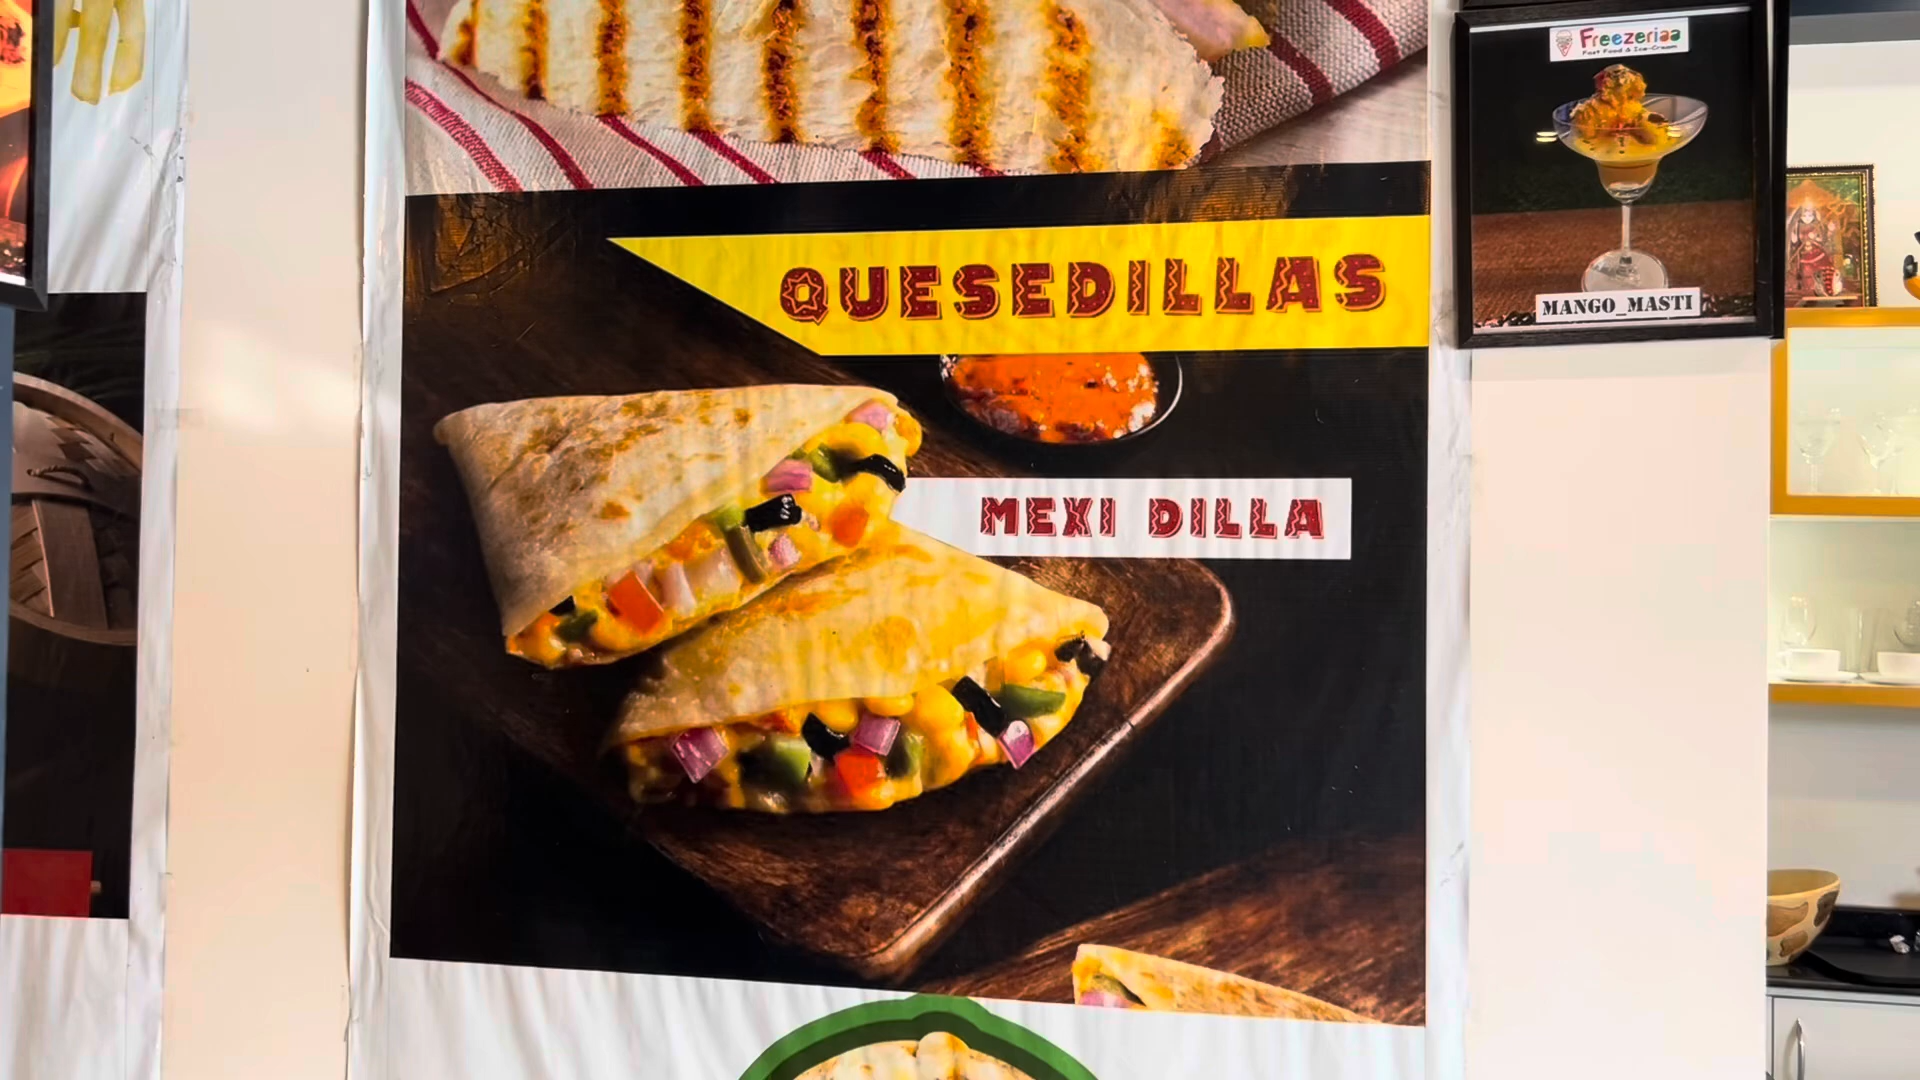 QUESEDILLAS
MEXI DILLA
Freezeriaa
Fast Food & Ice-Cream
MANGO_MASTI